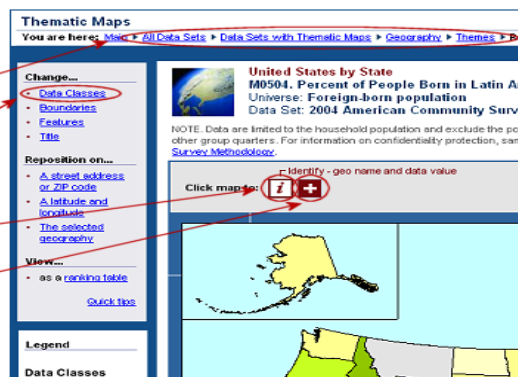 Thematic Maps
You are here: Main ▶ All Data Sets ▶ Data Sets with Thematic Maps ▶ Geography ▶ Themes ▶
Change...
• Data Classes
• Boundaries
• Features
• Title
Reposition on...
• A street address
or ZIP code
• A latitude and
longitude
• The selected
geography
View...
• as a ranking table
Quick tips
Legend
Data Classes
United States by State
M0504. Percent of People Born in Latin
Universe: Foreign-born population
Data Set: 2004 American Community
NOTE. Data are limited to the household population and exclude the
other group quarters. For information on confidentiality protection,
Survey Methodology.
Identify - geo name and data value
Click map to: i +